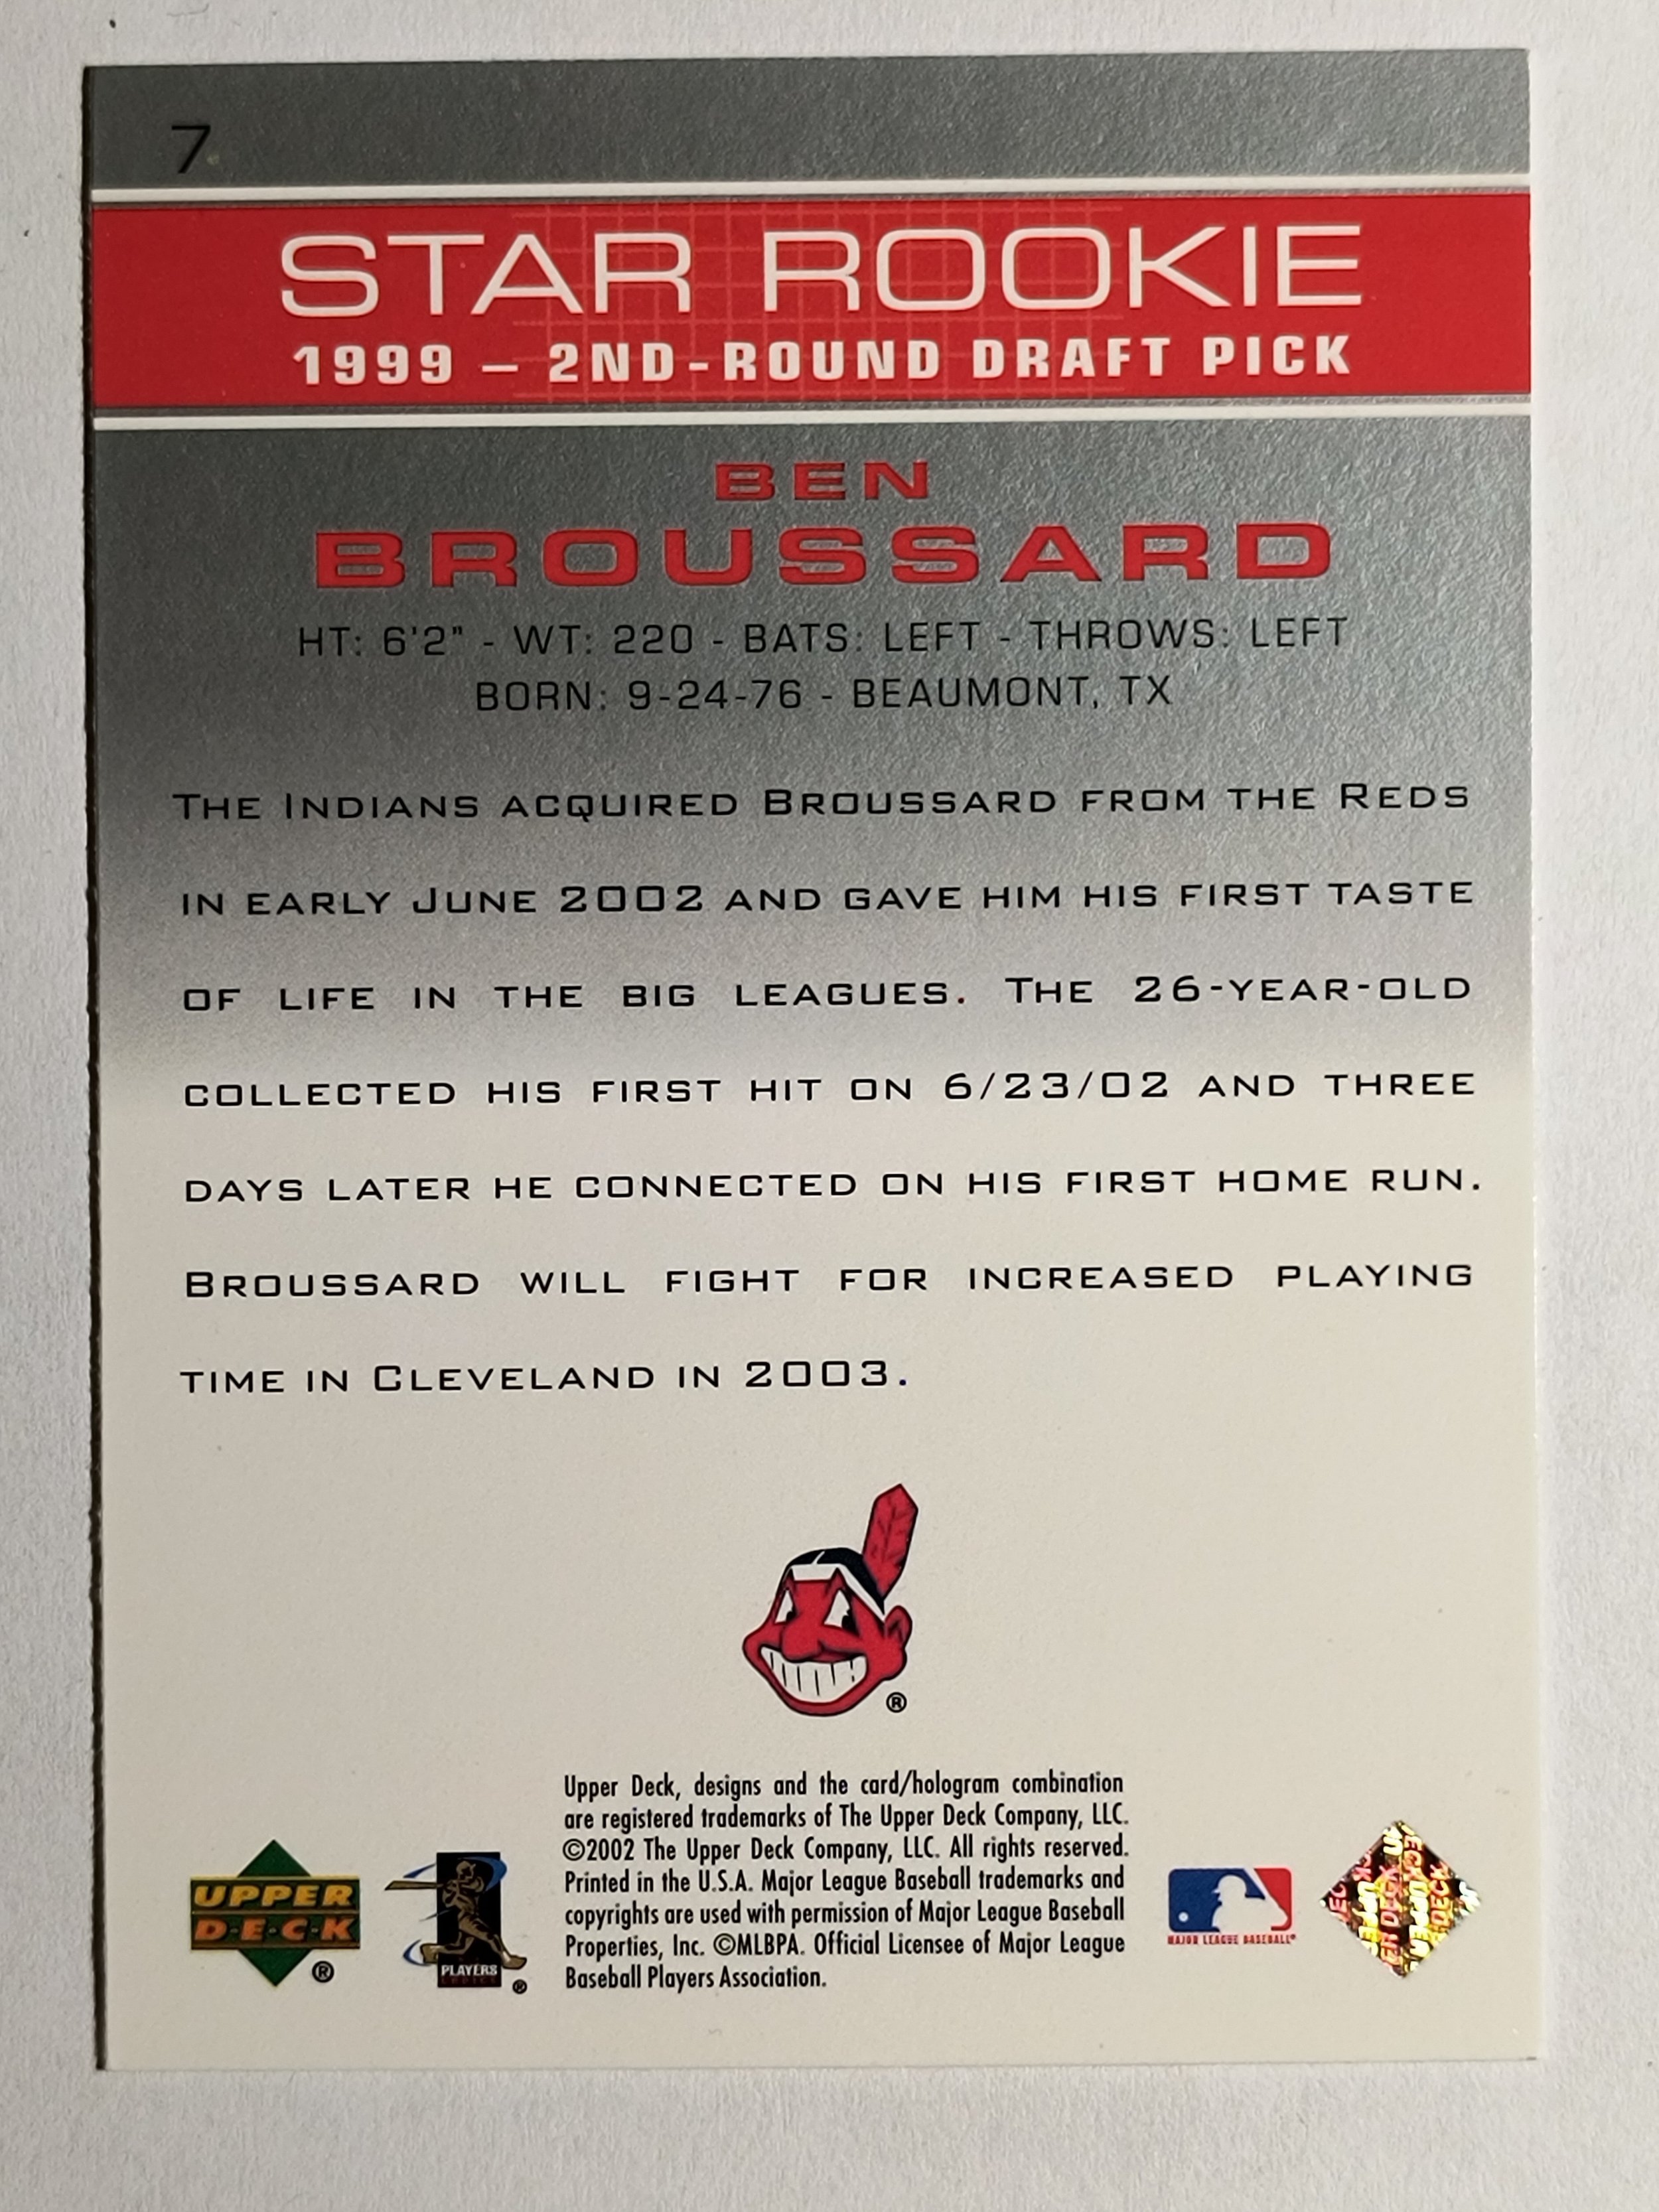 7
STAR ROOKIE
1999 – 2ND-ROUND DRAFT PICK
BEN
BROUSSARD
HT: 6'2" - WT: 220 - BATS: LEFT - THROWS: LEFT
BORN: 9-24-76 - BEAUMONT, TX
THE INDIANS ACQUIRED BROUSSARD FROM THE REDS
IN EARLY JUNE 2002 AND GAVE HIM HIS FIRST TASTE
OF LIFE IN THE BIG LEAGUES. THE 26-YEAR-OLD
COLLECTED HIS FIRST HIT ON 6/23/02 AND THREE
DAYS LATER HE CONNECTED ON HIS FIRST HOME RUN.
BROUSSARD WILL FIGHT FOR INCREASED PLAYING
TIME IN CLEVELAND IN 2003.
®
Upper Deck, designs and the card/hologram combination
are registered trademarks of The Upper Deck Company, LLC.
©2002 The Upper Deck Company, LLC. All rights reserved.
Printed in the U.S.A. Major League Baseball trademarks and
copyrights are used with permission of Major League Baseball
Properties, Inc. ©MLBPA. Official Licensee of Major League
Baseball Players Association.
UPPER
D·E·C·K
®
PLAYERS
CHOICE
®
MAJOR LEAGUE BASEBALL®